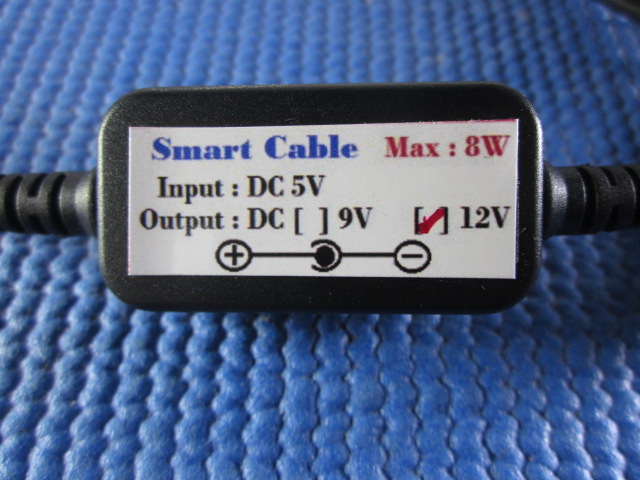 Smart Cable Max : 8W
Input : DC 5V
Output : DC [ ] 9V [✓] 12V
+ −